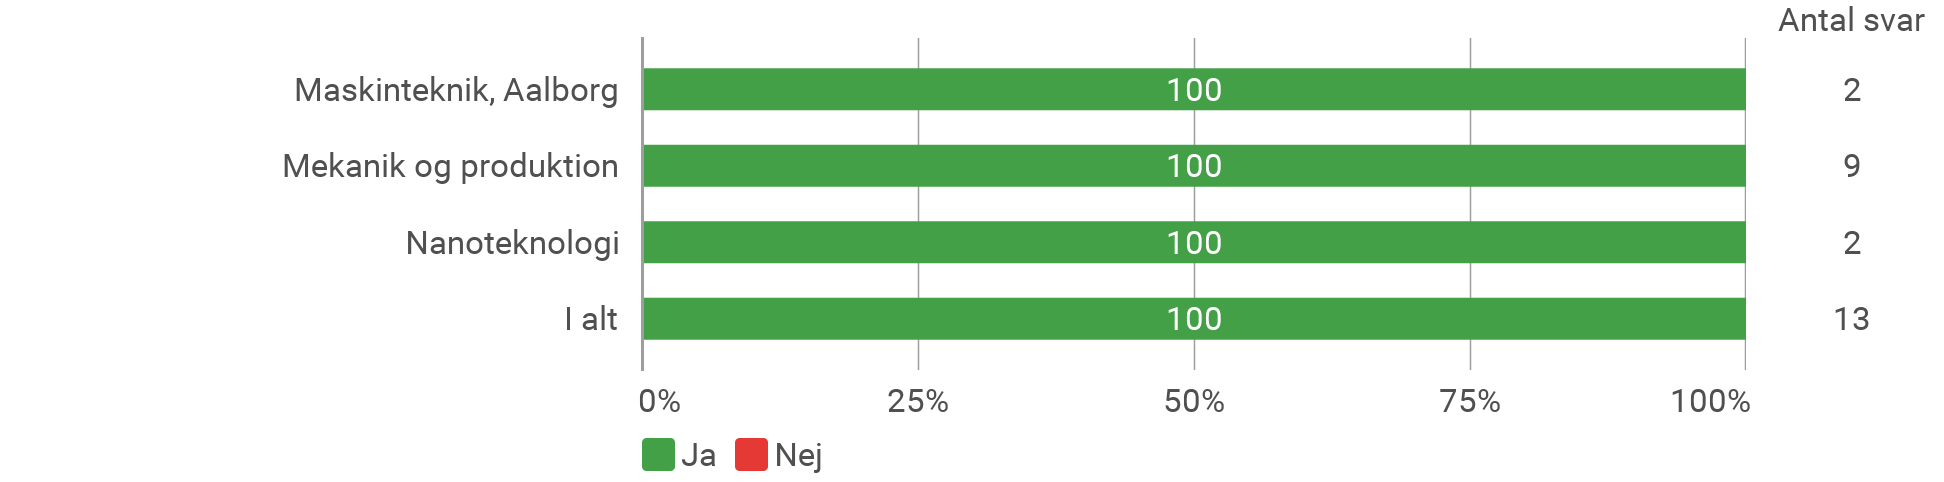 Antal svar
Maskinteknik, Aalborg 100 2
Mekanik og produktion 100 9
Nanoteknologi 100 2
I alt 100 13
0% 25% 50% 75% 100%
Ja Nej